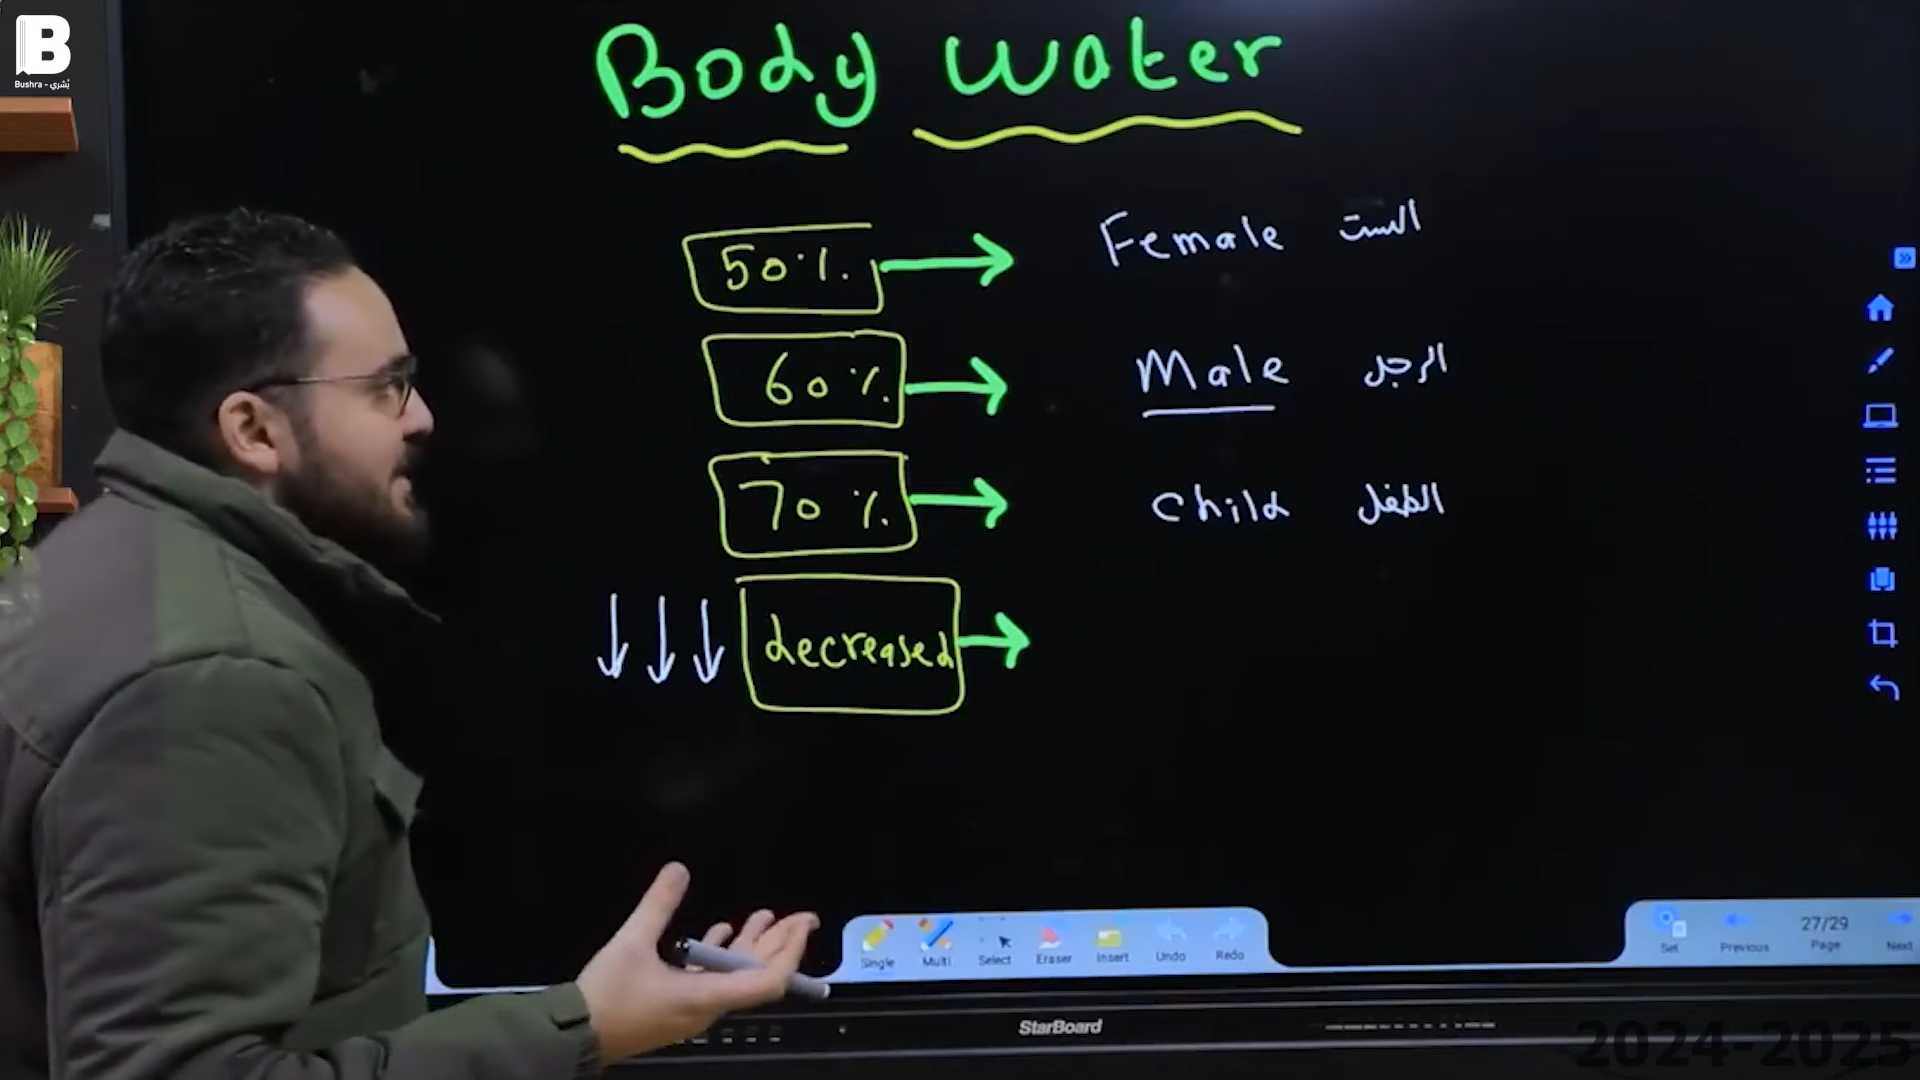 B
Bushra - بُشري
Body water
50% Female الست
60% Male الرجل
70% child الطفل
decreased
Single Multi Select Eraser Insert Undo Redo
Set Previous 27/29 Page Next
StarBoard
2024-2025